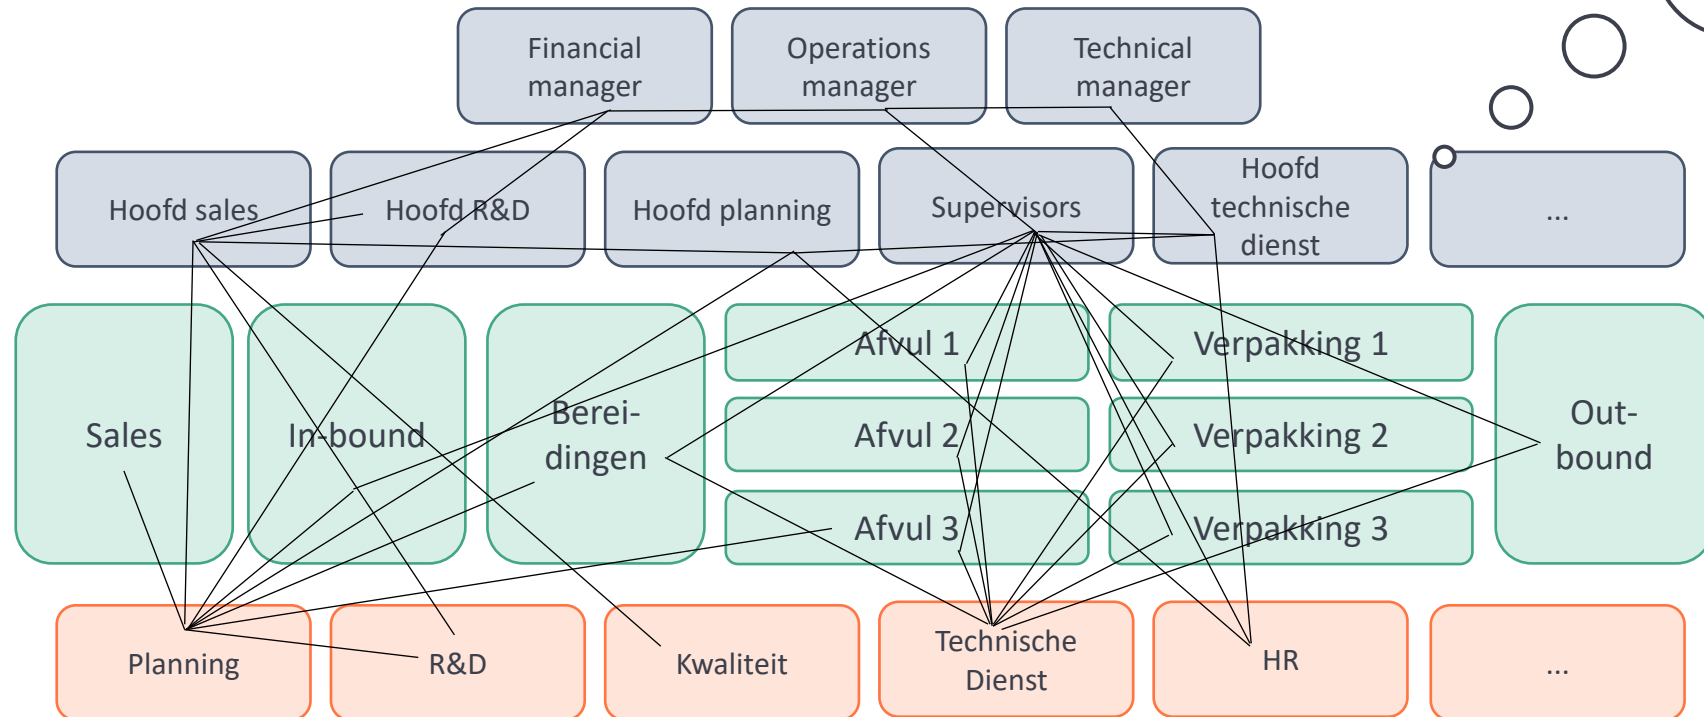 Financial
manager
Operations
manager
Technical
manager
Hoofd sales
Hoofd R&D
Hoofd planning
Supervisors
Hoofd
technische
dienst
...
Sales
In-bound
Berei-
dingen
Afvul 1
Verpakking 1
Afvul 2
Verpakking 2
Afvul 3
Verpakking 3
Out-
bound
Planning
R&D
Kwaliteit
Technische
Dienst
HR
...